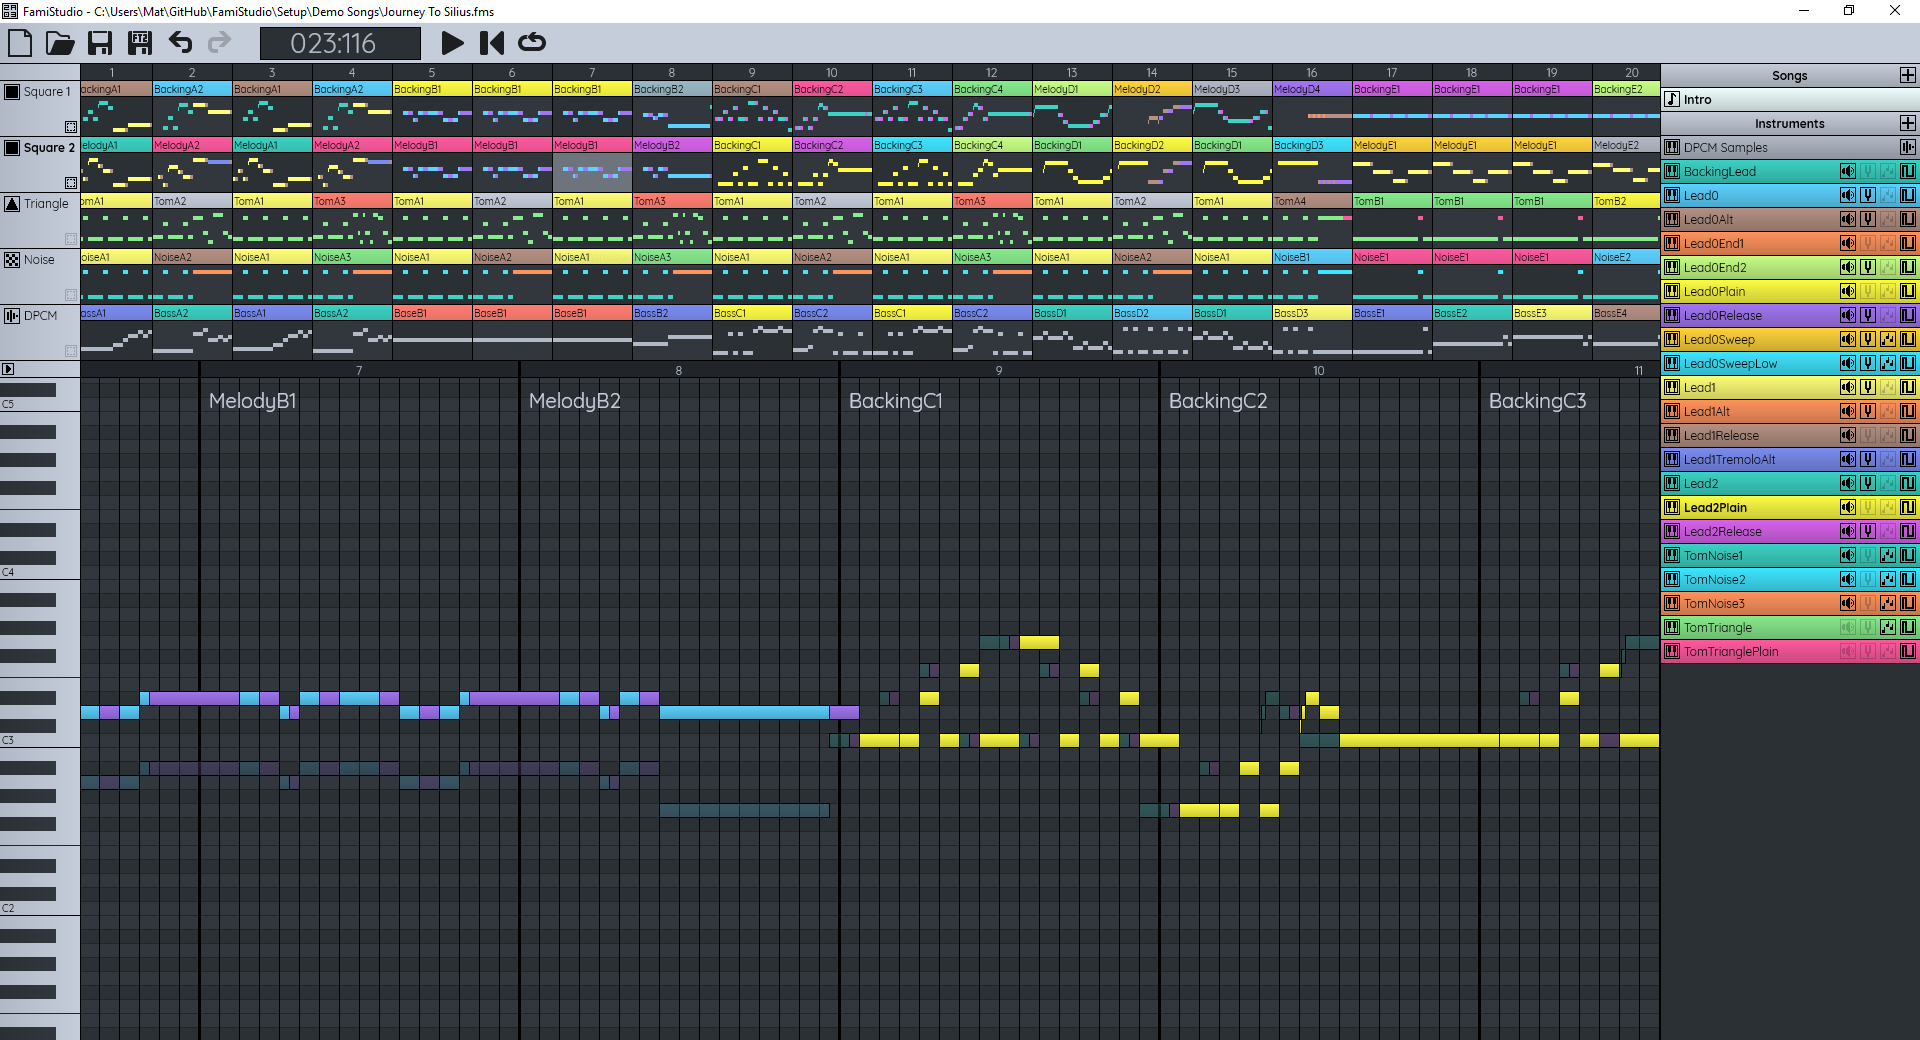 FamiStudio - C:\Users\Mat\GitHub\FamiStudio\Setup\Demo Songs\Journey To Silius.fms
FTZ
023:116
1 2 3 4 5 6 7 8 9 10 11 12 13 14 15 16 17 18 19 20
Square 1
ackingA1 BackingA2 BackingA1 BackingA2 BackingB1 BackingB1 BackingB1 BackingB2 BackingC1 BackingC2 BackingC3 BackingC4 MelodyD1 MelodyD2 MelodyD3 MelodyD4 BackingE1 BackingE1 BackingE1 BackingE2
Square 2
MelodyA1 MelodyA2 MelodyA1 MelodyA2 MelodyB1 MelodyB1 MelodyB1 MelodyB2 BackingC1 BackingC2 BackingC3 BackingC4 BackingD1 BackingD2 BackingD1 BackingD3 MelodyE1 MelodyE1 MelodyE1 MelodyE2
Triangle
omA1 TomA2 TomA1 TomA3 TomA1 TomA2 TomA1 TomA3 TomA1 TomA2 TomA1 TomA3 TomA1 TomA2 TomA1 TomA4 TomB1 TomB1 TomB1 TomB2
Noise
oiseA1 NoiseA2 NoiseA1 NoiseA3 NoiseA1 NoiseA2 NoiseA1 NoiseA3 NoiseA1 NoiseA2 NoiseA1 NoiseA3 NoiseA1 NoiseA2 NoiseA1 NoiseB1 NoiseE1 NoiseE1 NoiseE1 NoiseE2
DPCM
assA1 BassA2 BassA1 BassA2 BaseB1 BaseB1 BaseB1 BassB2 BassC1 BassC2 BassC1 BassC2 BassD1 BassD2 BassD1 BassD3 BassE1 BassE2 BassE3 BassE4
7 8 9 10 11
MelodyB1 MelodyB2 BackingC1 BackingC2 BackingC3
C5
C4
C3
C2
Songs
Intro
Instruments
DPCM Samples
BackingLead
Lead0
Lead0Alt
Lead0End1
Lead0End2
Lead0Plain
Lead0Release
Lead0Sweep
Lead0SweepLow
Lead1
Lead1Alt
Lead1Release
Lead1TremoloAlt
Lead2
Lead2Plain
Lead2Release
TomNoise1
TomNoise2
TomNoise3
TomTriangle
TomTrianglePlain